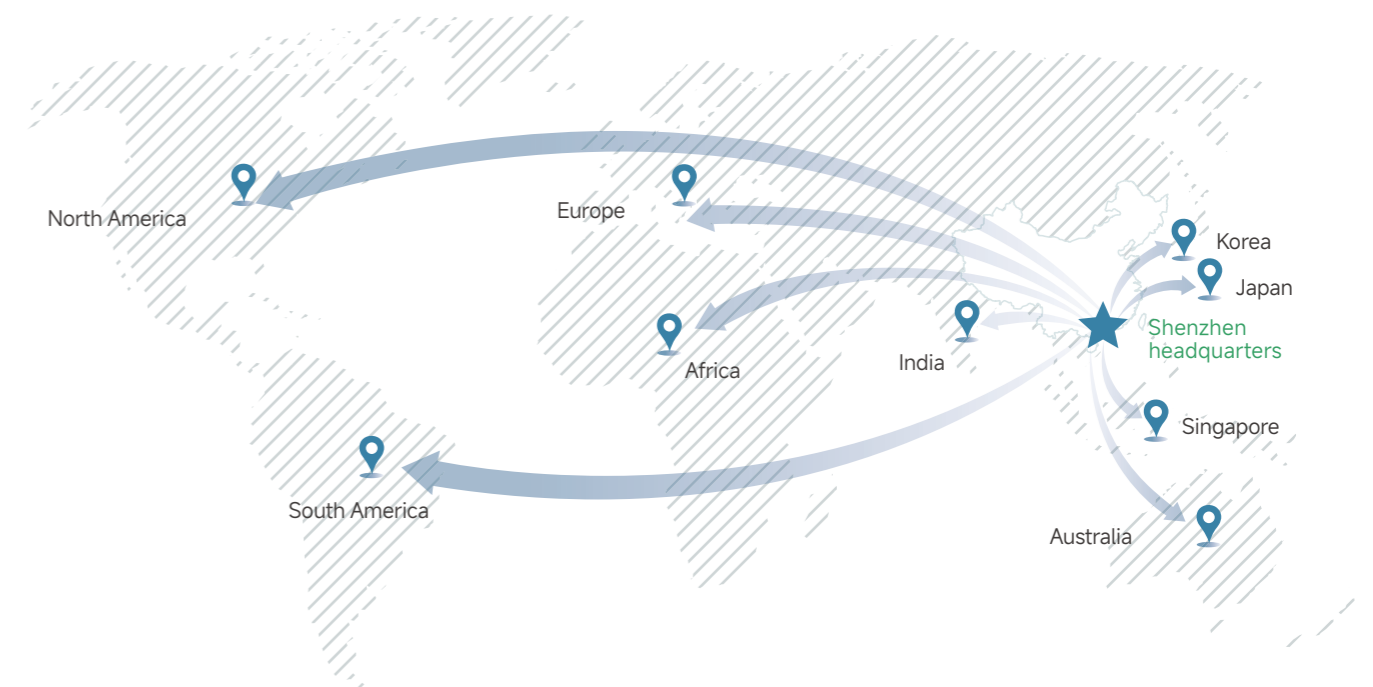 North America
Europe
Korea
Japan
Shenzhen
headquarters
India
Africa
Singapore
South America
Australia